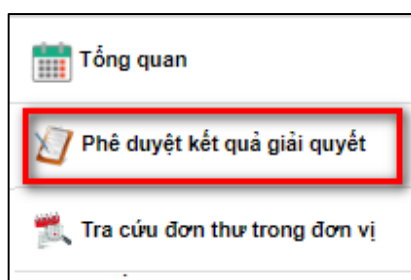 Tổng quan
Phê duyệt kết quả giải quyết
Tra cứu đơn thư trong đơn vị